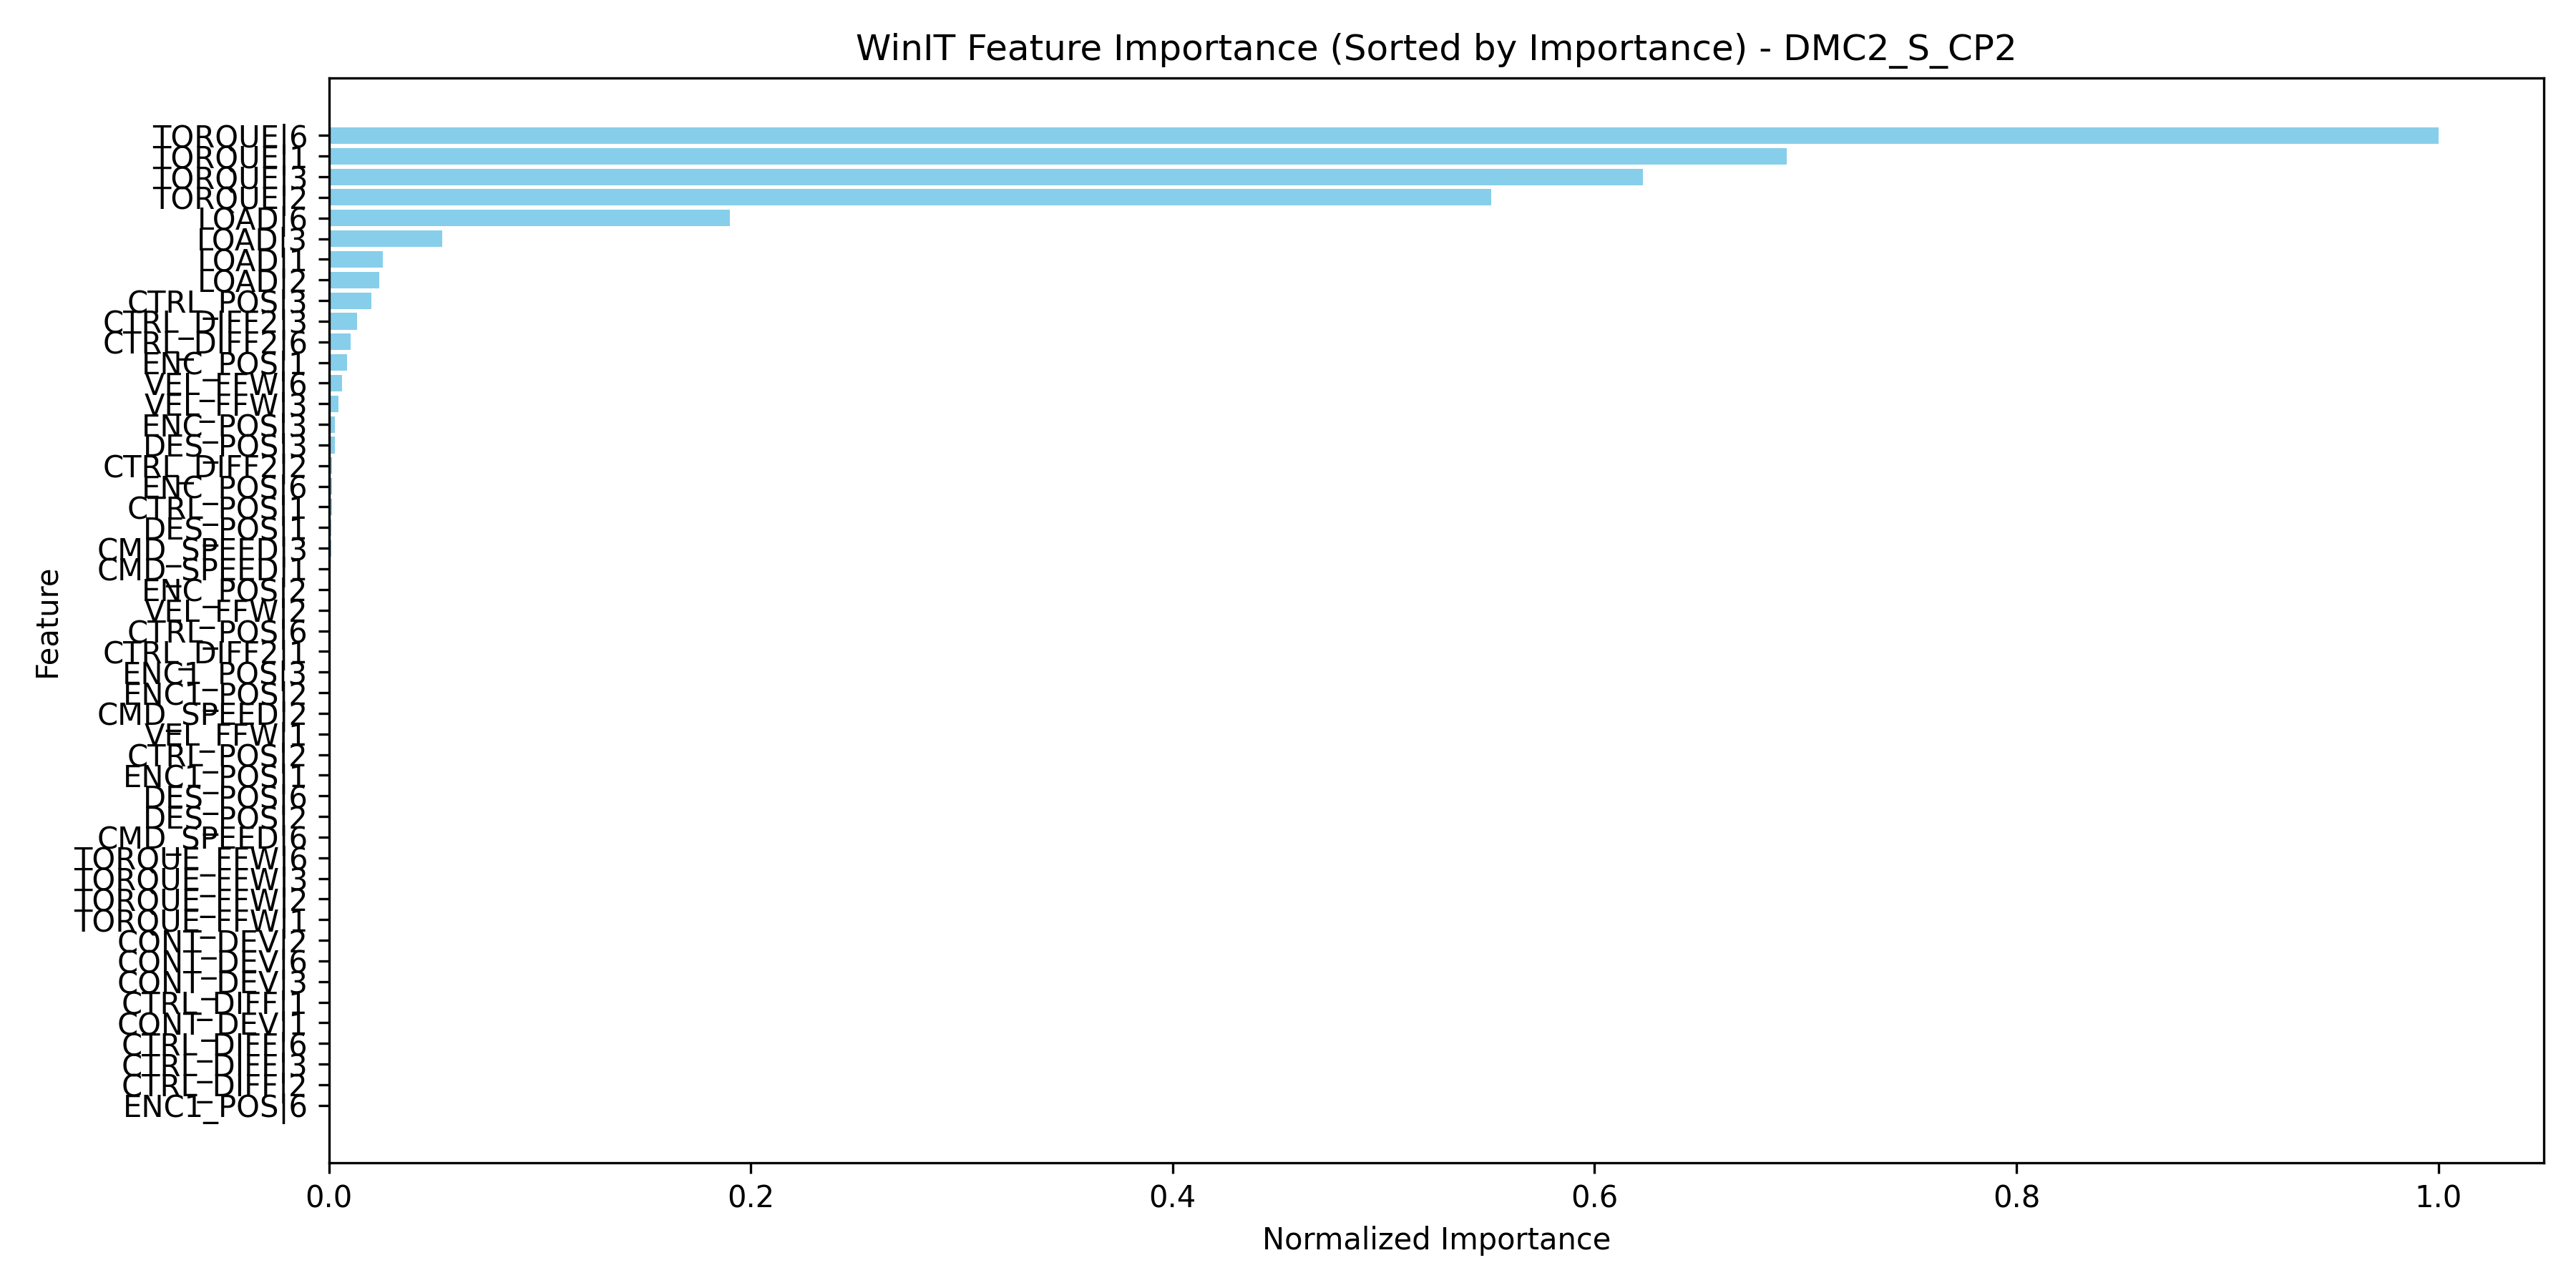 WinIT Feature Importance (Sorted by Importance) - DMC2_S_CP2
TORQUE|6
TORQUE|1
TORQUE|3
TORQUE|2
LOAD|6
LOAD|3
LOAD|1
LOAD|2
CTRL_POS|3
CTRL_DIFF2|3
CTRL_DIFF2|6
ENC_POS|1
VEL_FFW|6
VEL_FFW|3
ENC_POS|3
DES_POS|3
CTRL_DIFF2|2
ENC_POS|6
CTRL_POS|1
DES_POS|1
CMD_SPEED|3
CMD_SPEED|1
ENC_POS|2
VEL_FFW|2
CTRL_POS|6
CTRL_DIFF2|1
ENC1_POS|3
ENC1_POS|2
CMD_SPEED|2
VEL_FFW|1
CTRL_POS|2
ENC1_POS|1
DES_POS|6
DES_POS|2
CMD_SPEED|6
TORQUE_FFW|6
TORQUE_FFW|3
TORQUE_FFW|2
TORQUE_FFW|1
CONT_DEV|2
CONT_DEV|6
CONT_DEV|3
CTRL_DIFF|1
CONT_DEV|1
CTRL_DIFF|6
CTRL_DIFF|3
CTRL_DIFF|2
ENC1_POS|6
Feature
0.0 0.2 0.4 0.6 0.8 1.0
Normalized Importance